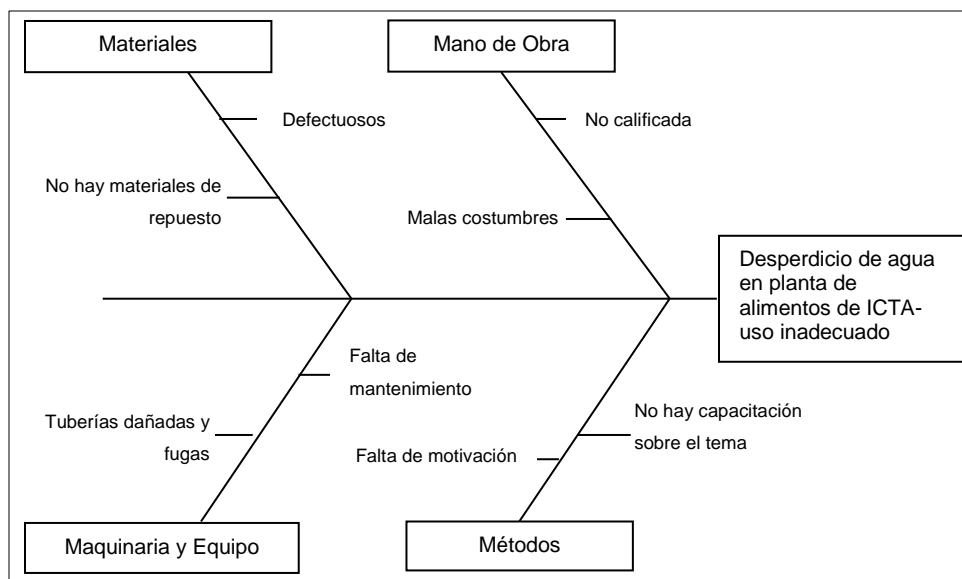 Materiales
Mano de Obra
Defectuosos
No calificada
No hay materiales de
repuesto
Malas costumbres
Desperdicio de agua
en planta de
alimentos de ICTA-
uso inadecuado
Falta de
mantenimiento
Tuberías dañadas y
fugas
No hay capacitación
sobre el tema
Falta de motivación
Maquinaria y Equipo
Métodos